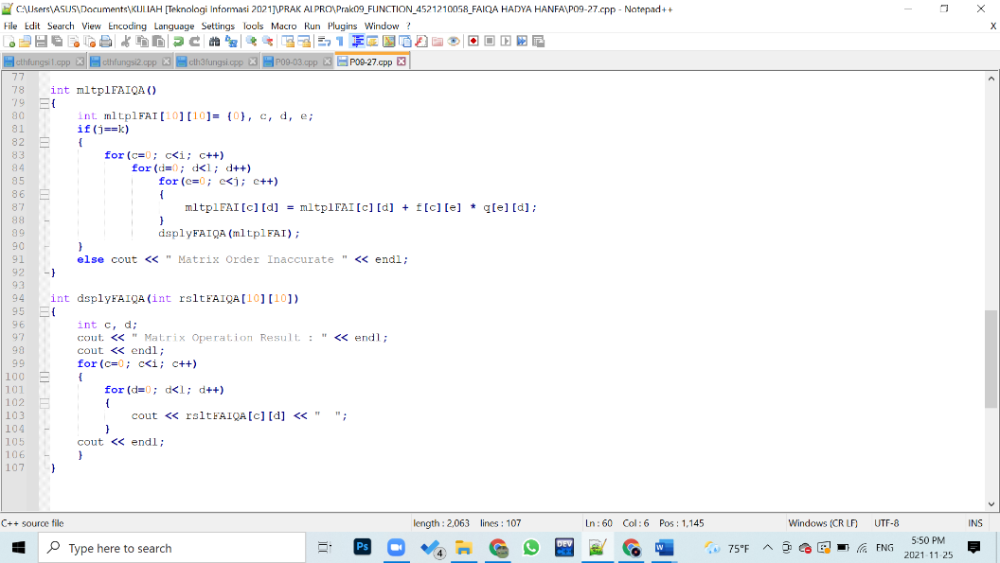 C:\Users\ASUS\Documents\KULIAH [Teknologi Informasi 2021]\PRAK AlPRO\Prak09_FUNCTION_4521210058_FAIQA HADYA HANFA\P09-27.cpp - Notepad++
File Edit Search View Encoding Language Settings Tools Macro Run Plugins Window ? X
cthfungsi1.cpp cthfungsi2.cpp cth3fungsi.cpp P09-03.cpp P09-27.cpp
77
78 int mltplFAIQA()
79 {
80 int mltplFAI[10][10]= {0}, c, d, e;
81 if(j==k)
82 {
83 for(c=0; c<i; c++)
84 for(d=0; d<l; d++)
85 for(e=0; e<j; e++)
86 {
87 mltplFAI[c][d] = mltplFAI[c][d] + f[c][e] * q[e][d];
88 }
89 dsplyFAIQA(mltplFAI);
90 }
91 else cout << " Matrix Order Inaccurate " << endl;
92 }
93
94 int dsplyFAIQA(int rsltFAIQA[10][10])
95 {
96 int c, d;
97 cout << " Matrix Operation Result : " << endl;
98 cout << endl;
99 for(c=0; c<i; c++)
100 {
101 for(d=0; d<l; d++)
102 {
103 cout << rsltFAIQA[c][d] << "  ";
104 }
105 cout << endl;
106 }
107 }
C++ source file length : 2,063 lines : 107 Ln : 60 Col : 6 Pos : 1,145 Windows (CR LF) UTF-8 INS
Type here to search Ps 4 DEV W 75°F ENG 5:50 PM
2021-11-25